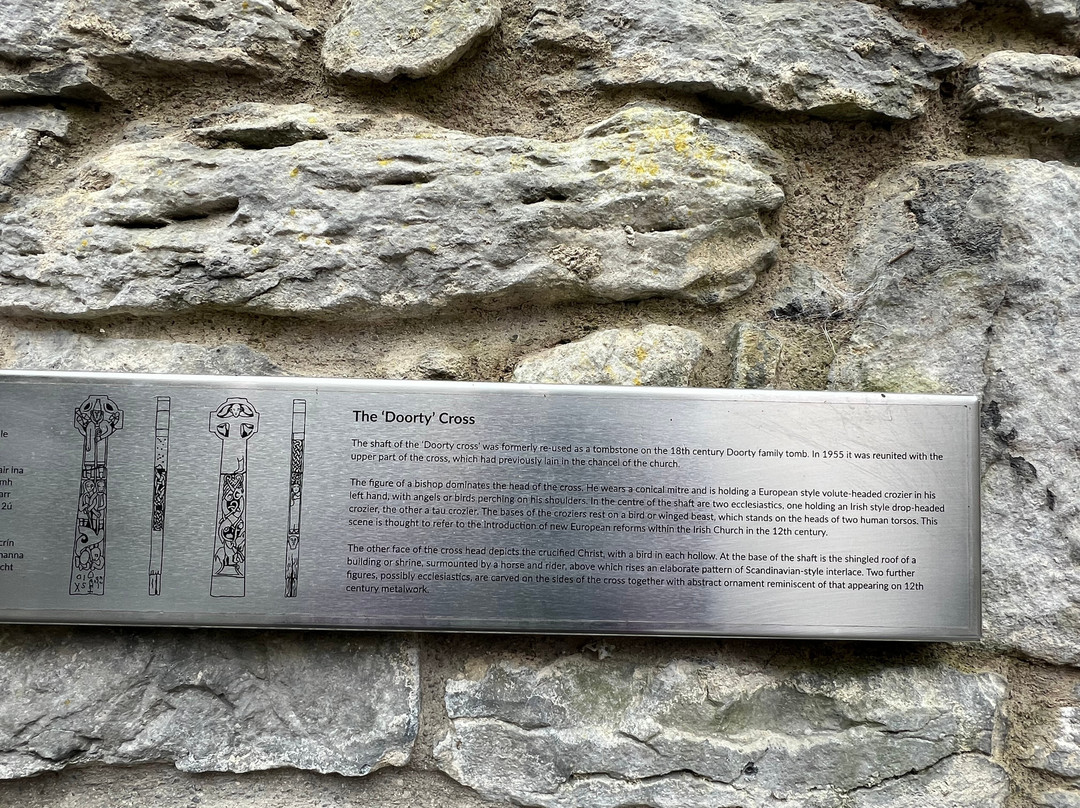 The 'Doorty' Cross
The shaft of the 'Doorty cross' was formerly re-used as a tombstone on the 18th century Doorty family tomb. In 1955 it was reunited with the
upper part of the cross, which had previously lain in the chancel of the church.
The figure of a bishop dominates the head of the cross. He wears a conical mitre and is holding a European style volute-headed crozier in his
left hand, with angels or birds perching on his shoulders. In the centre of the shaft are two ecclesiastics, one holding an Irish style drop-headed
crozier, the other a tau crozier. The bases of the croziers rest on a bird or winged beast, which stands on the heads of two human torsos. This
scene is thought to refer to the introduction of new European reforms within the Irish Church in the 12th century.
The other face of the cross head depicts the crucified Christ, with a bird in each hollow. At the base of the shaft is the shingled roof of a
building or shrine, surmounted by a horse and rider, above which rises an elaborate pattern of Scandinavian-style interlace. Two further
figures, possibly ecclesiastics, are carved on the sides of the cross together with abstract ornament reminiscent of that appearing on 12th
century metalwork.